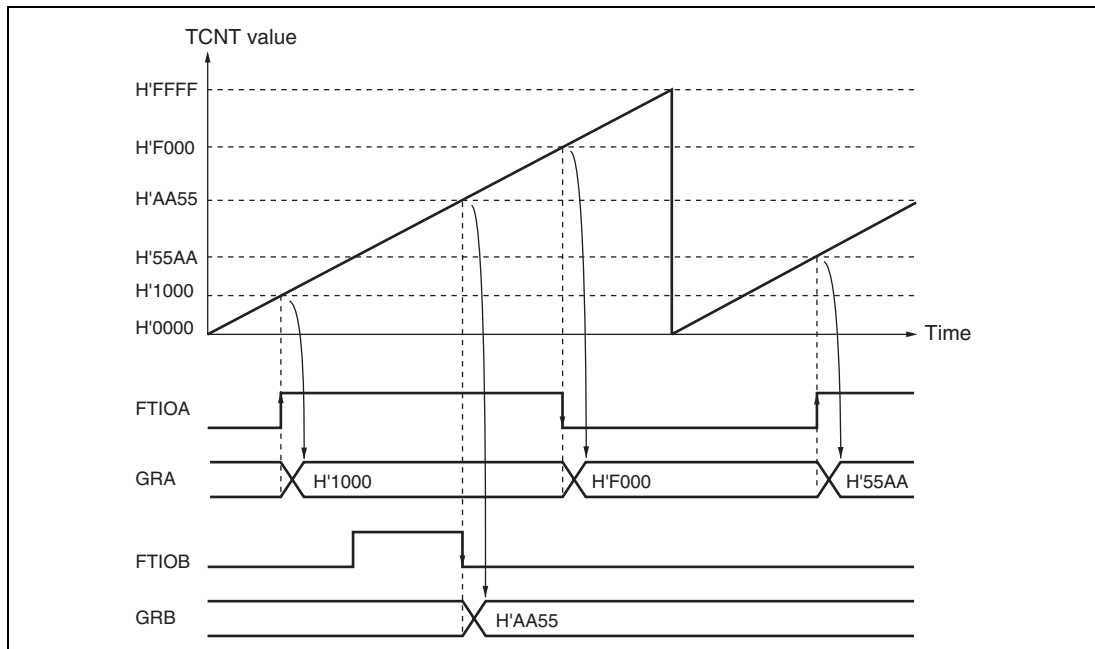 TCNT value
H'FFFF
H'F000
H'AA55
H'55AA
H'1000
H'0000
Time
FTIOA
GRA
H'1000
H'F000
H'55AA
FTIOB
GRB
H'AA55